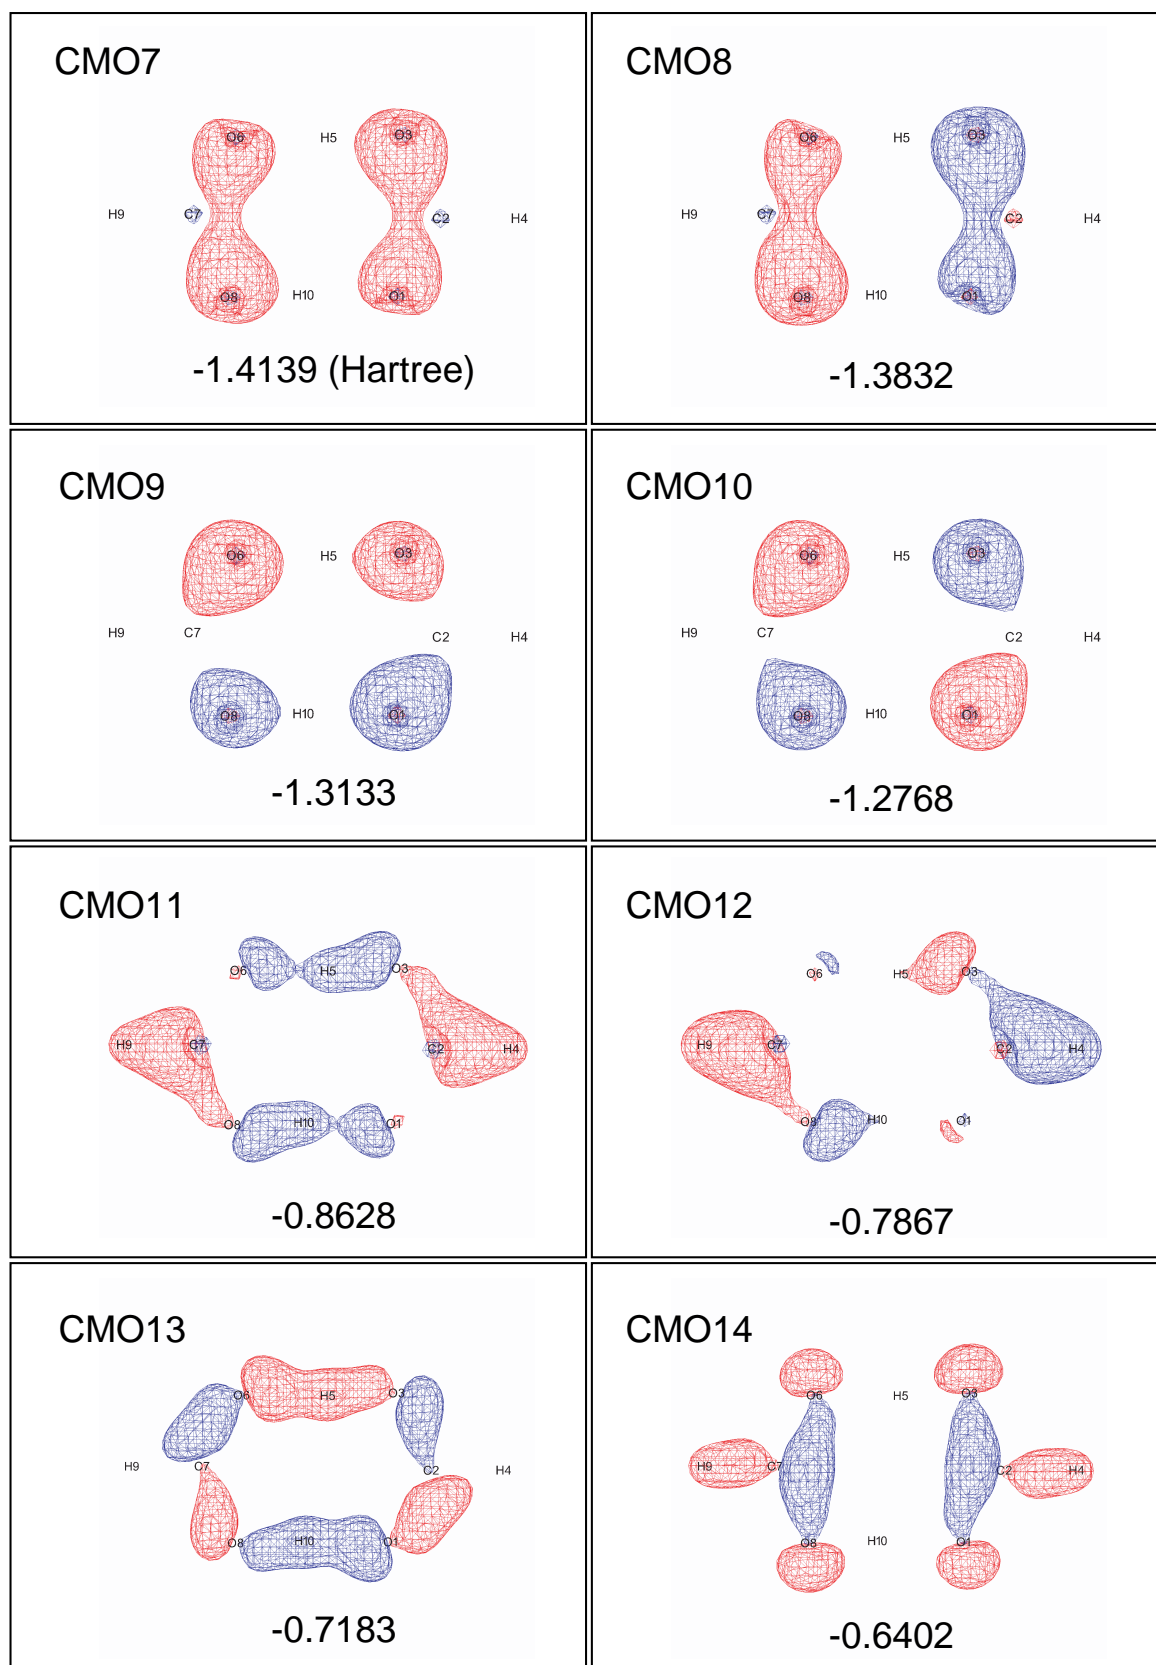 CMO7
O6 H5 O3
H9 C7 C2 H4
O8 H10 O1
-1.4139 (Hartree)
CMO8
O6 H5 O3
H9 C7 C2 H4
O8 H10 O1
-1.3832
CMO9
O6 H5 O3
H9 C7 C2 H4
O8 H10 O1
-1.3133
CMO10
O6 H5 O3
H9 C7 C2 H4
O8 H10 O1
-1.2768
CMO11
O6 H5 O3
H9 C7 C2 H4
O8 H10 O1
-0.8628
CMO12
O6 H5 O3
H9 C7 C2 H4
O8 H10 O1
-0.7867
CMO13
O6 H5 O3
H9 C7 C2 H4
O8 H10 O1
-0.7183
CMO14
O6 H5 O3
H9 C7 C2 H4
O8 H10 O1
-0.6402